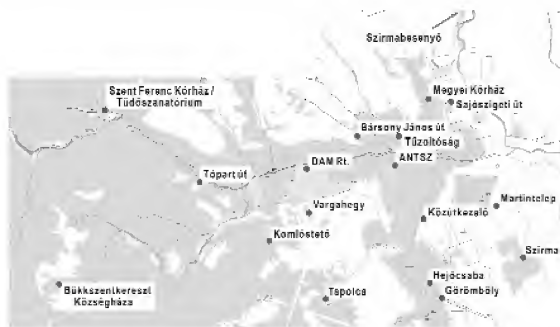 Szirmabesenyő
Szent Ferenc Kórház /
Tüdőszanatórium
Megyei Kórház
Sajószigeti út
Bársony János út
Tűzoltóság
DAM Rt.
ANTSZ
Tópart út
Vargahegy
Közútkezelő
Martintelep
Komlóstető
Szirma
Bükkszentkereszt
Községháza
Tapolca
Hejőcsaba
Görömböly